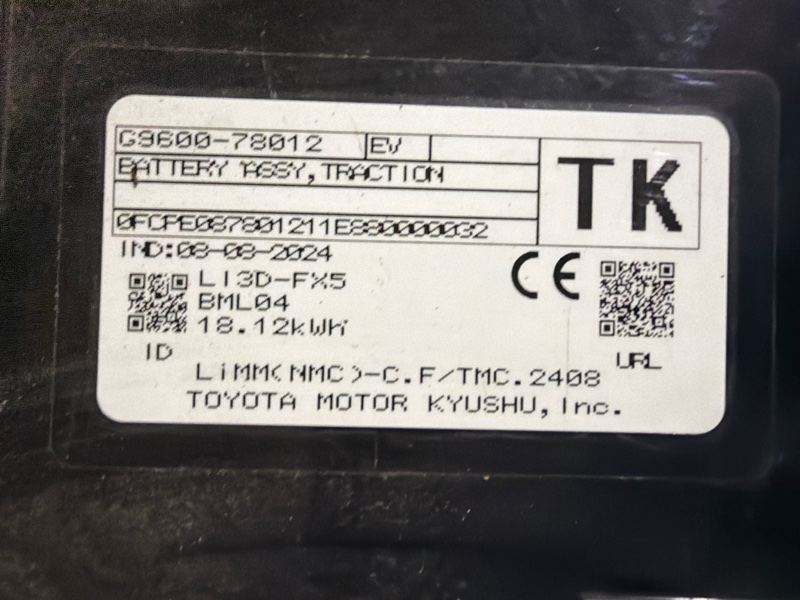 G9600-78012 EV
BATTERY ASSY,TRACTION
TK
0FCPE087801211E880000032
IND:08-08-2024
CE
LI3D-FX5
BML04
18.12kWh
ID
URL
LiMM(NMC)-C.F/TMC.2408
TOYOTA MOTOR KYUSHU,Inc.